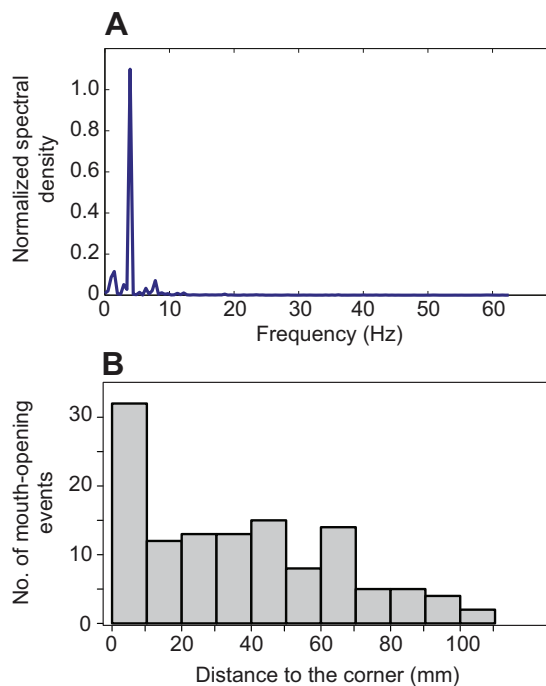 A
Normalized spectral
density
1.0
0.8
0.6
0.4
0.2
0
0 10 20 30 40 50 60
Frequency (Hz)
B
No. of mouth-opening
events
30
20
10
0
0 20 40 60 80 100
Distance to the corner (mm)